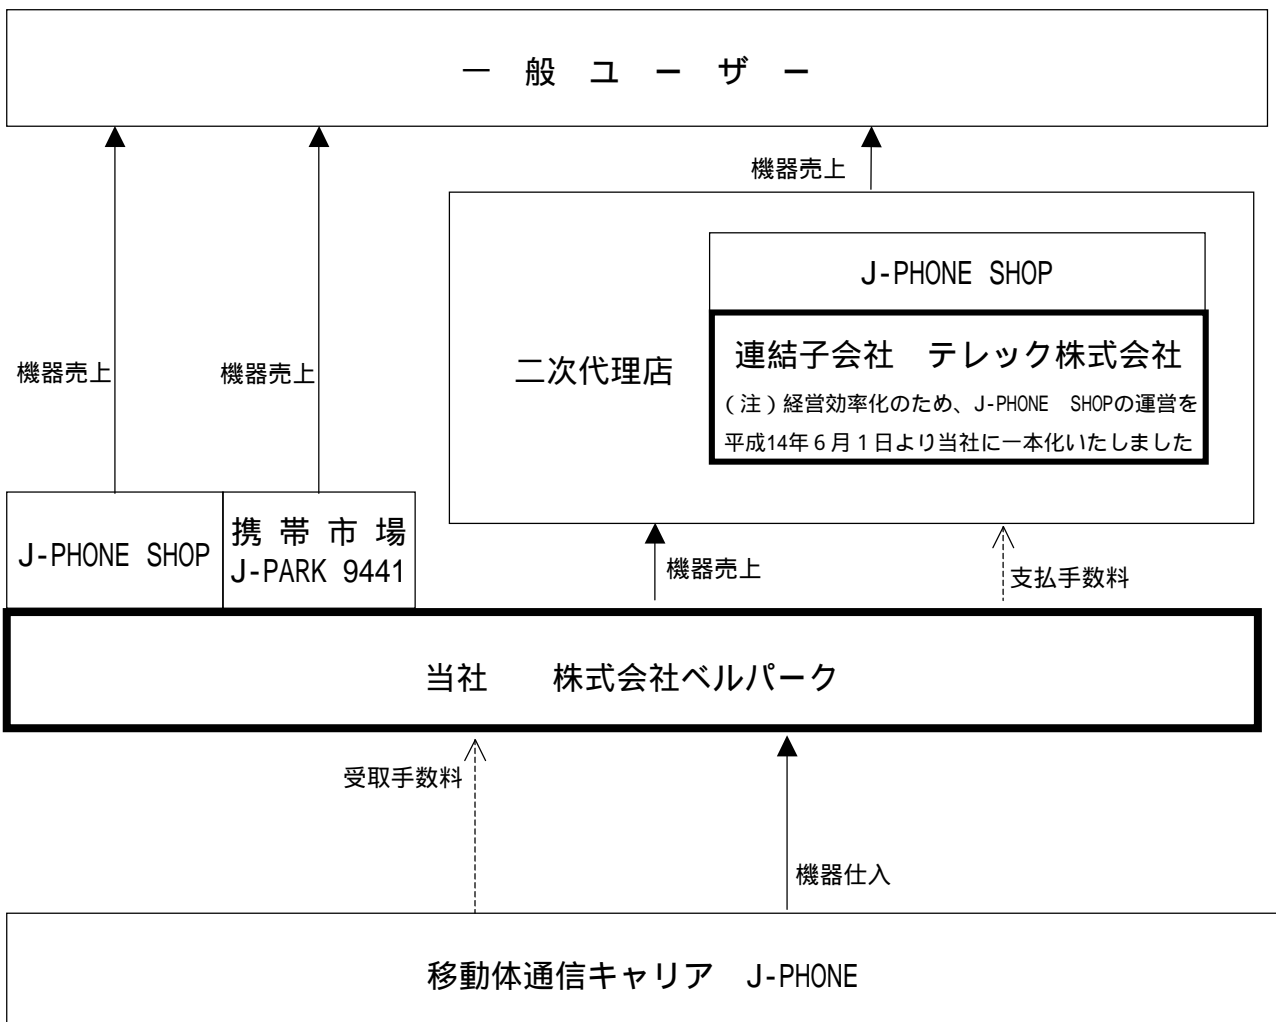 一 般 ユ ー ザ ー
機器売上
J-PHONE SHOP
二次代理店
連結子会社　テレック株式会社
(注)経営効率化のため、J-PHONE　SHOPの運営を
平成14年6月1日より当社に一本化いたしました
機器売上
機器売上
J-PHONE SHOP
携 帯 市 場
J-PARK 9441
機器売上
支払手数料
当社　　株式会社ベルパーク
受取手数料
機器仕入
移動体通信キャリア　J-PHONE